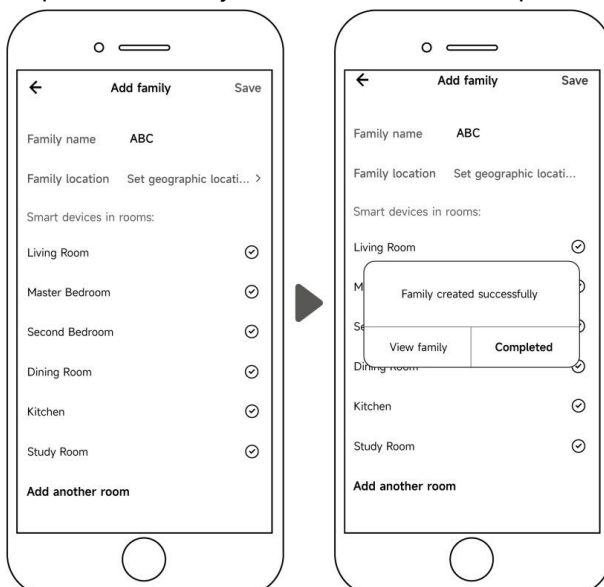 Add family Save
Family name ABC
Family location Set geographic locati...
Smart devices in rooms:
Living Room
Master Bedroom
Second Bedroom
Dining Room
Kitchen
Study Room
Add another room
Add family Save
Family name ABC
Family location Set geographic locati...
Smart devices in rooms:
Living Room
Family created successfully
View family Completed
Kitchen
Study Room
Add another room